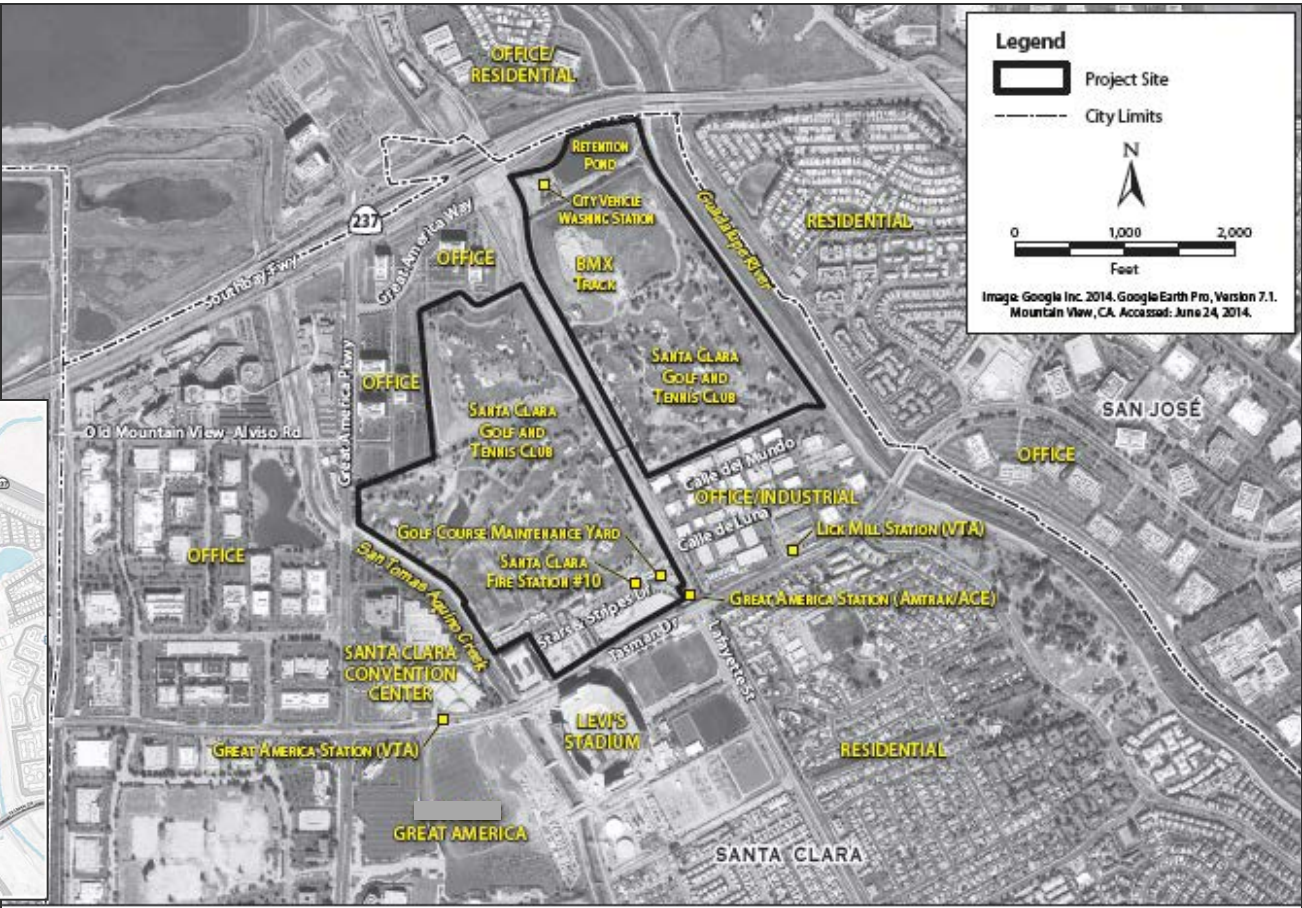 Legend
Project Site
City Limits
N
0 1,000 2,000
Feet
Image: Google Inc. 2014. Google Earth Pro, Version 7.1.
Mountain View, CA. Accessed: June 24, 2014.
OFFICE/
RESIDENTIAL
RETENTION
POND
CITY VEHICLE
WASHING STATION
237
Southbay Fwy
Great America Way
OFFICE
BMX
TRACK
Guadalupe River
RESIDENTIAL
OFFICE
Great America Pkwy
SANTA CLARA
GOLF AND
TENNIS CLUB
SANTA CLARA
GOLF AND
TENNIS CLUB
Old Mountain View-Alviso Rd
SAN JOSÉ
OFFICE
Calle del Mundo
OFFICE/INDUSTRIAL
Calle de Luna
LICK MILL STATION (VTA)
GOLF COURSE MAINTENANCE YARD
SANTA CLARA
FIRE STATION #10
OFFICE
San Tomas Aquino Creek
GREAT AMERICA STATION (AMTRAK/ACE)
Stars & Stripes Dr
Tasman Dr
Lafayette St
SANTA CLARA
CONVENTION
CENTER
LEVI'S
STADIUM
GREAT AMERICA STATION (VTA)
RESIDENTIAL
GREAT AMERICA
SANTA CLARA